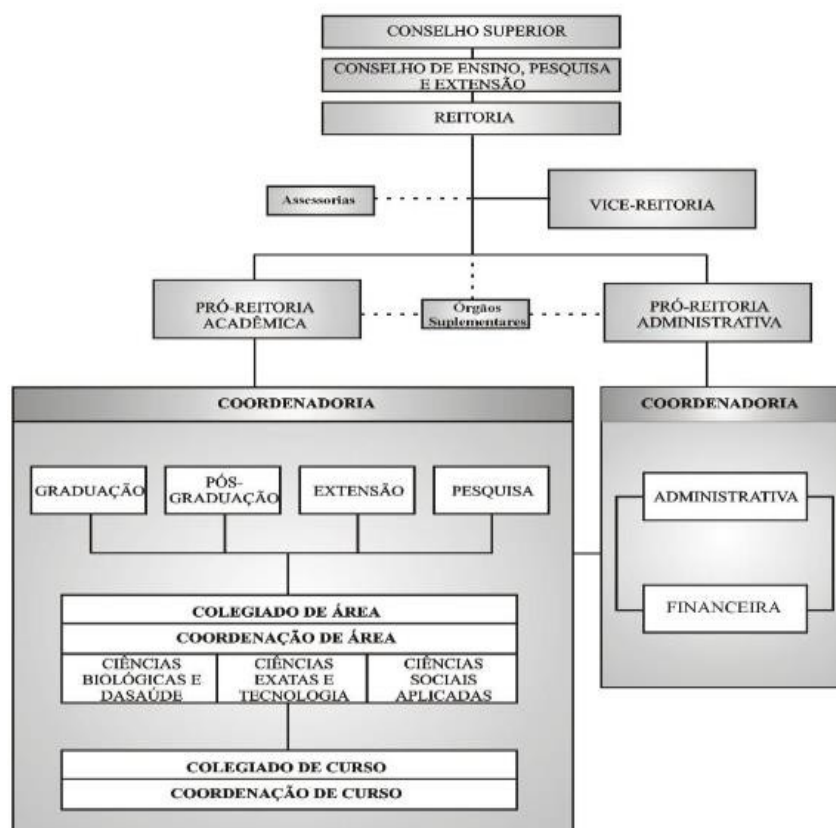 CONSELHO SUPERIOR
CONSELHO DE ENSINO, PESQUISA
E EXTENSÃO
REITORIA
Assessorias
VICE-REITORIA
PRÓ-REITORIA
ACADÊMICA
Órgãos
Suplementares
PRÓ-REITORIA
ADMINISTRATIVA
COORDENADORIA
GRADUAÇÃO
PÓS-
GRADUAÇÃO
EXTENSÃO
PESQUISA
COLEGIADO DE ÁREA
COORDENAÇÃO DE ÁREA
CIÊNCIAS
BIOLÓGICAS E
DASAÚDE
CIÊNCIAS
EXATAS E
TECNOLOGIA
CIÊNCIAS
SOCIAIS
APLICADAS
COLEGIADO DE CURSO
COORDENAÇÃO DE CURSO
COORDENADORIA
ADMINISTRATIVA
FINANCEIRA